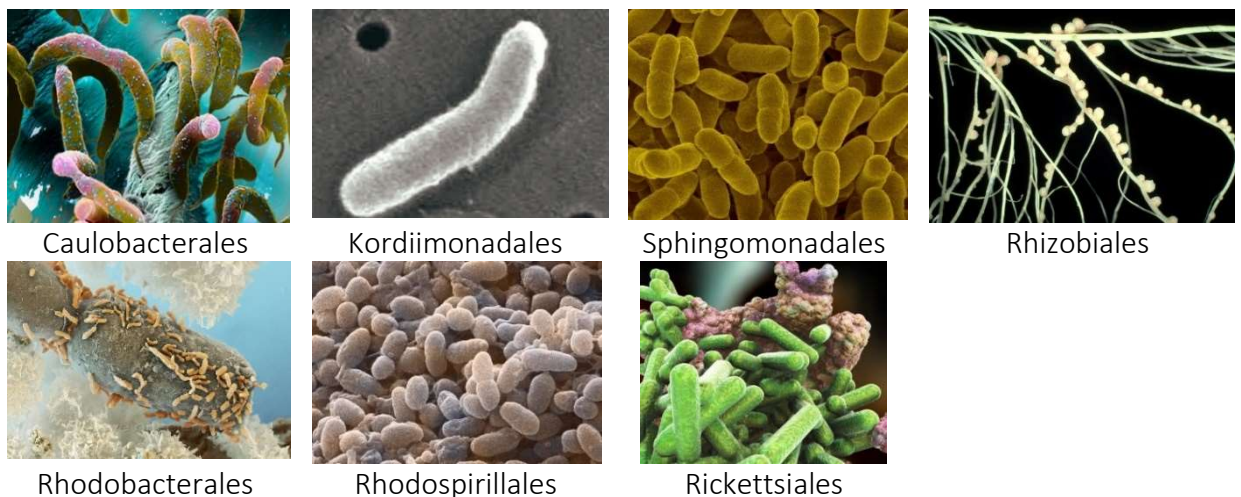 Caulobacterales
Kordiimonadales
Sphingomonadales
Rhizobiales
Rhodobacterales
Rhodospirillales
Rickettsiales